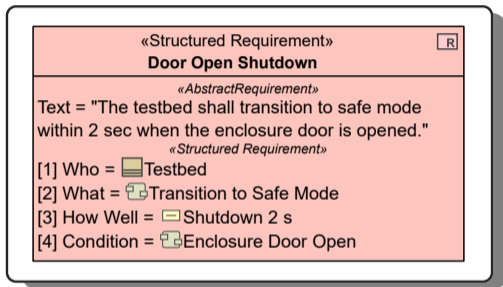 «Structured Requirement»
R
Door Open Shutdown
«AbstractRequirement»
Text = "The testbed shall transition to safe mode
within 2 sec when the enclosure door is opened."
«Structured Requirement»
[1] Who = Testbed
[2] What = Transition to Safe Mode
[3] How Well = Shutdown 2 s
[4] Condition = Enclosure Door Open